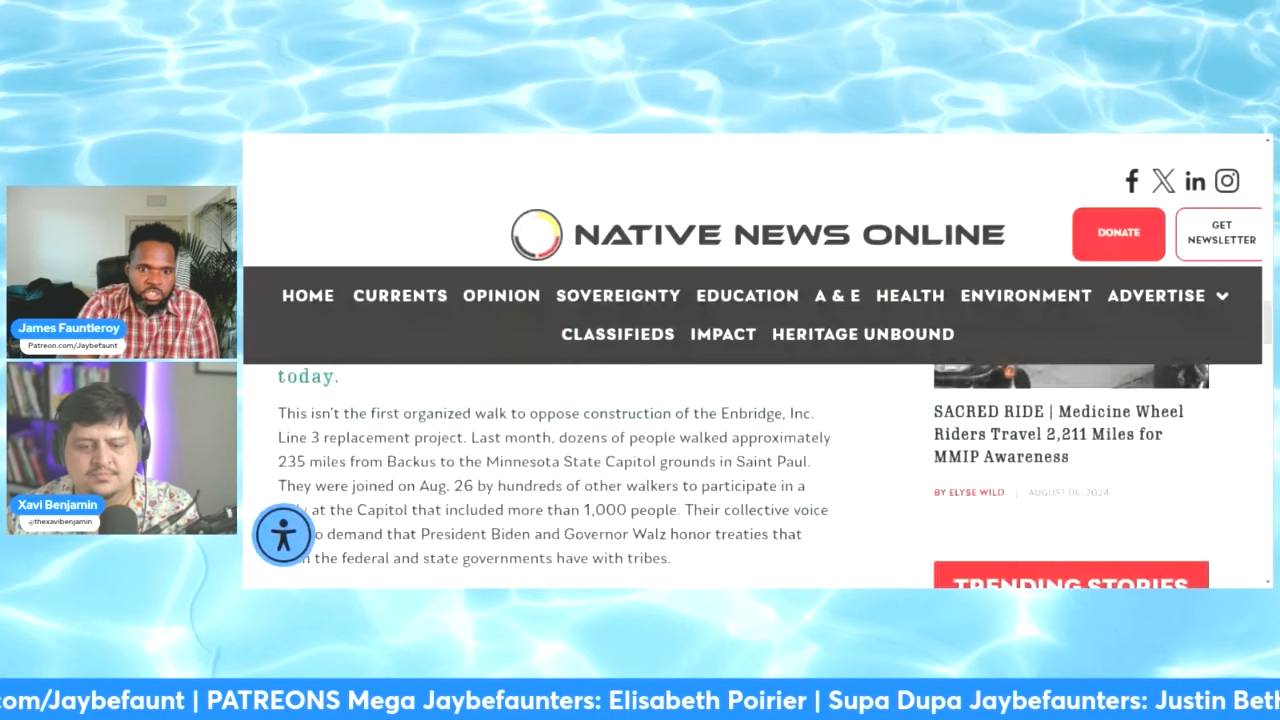 DONATE
GET
NEWSLETTER
NATIVE NEWS ONLINE
HOME CURRENTS OPINION SOVEREIGNTY EDUCATION A & E HEALTH ENVIRONMENT ADVERTISE
CLASSIFIEDS IMPACT HERITAGE UNBOUND
today.
This isn't the first organized walk to oppose construction of the Enbridge, Inc.
Line 3 replacement project. Last month, dozens of people walked approximately
235 miles from Backus to the Minnesota State Capitol grounds in Saint Paul.
They were joined on Aug. 26 by hundreds of other walkers to participate in a
at the Capitol that included more than 1,000 people. Their collective voice
demand that President Biden and Governor Walz honor treaties that
the federal and state governments have with tribes.
SACRED RIDE | Medicine Wheel
Riders Travel 2,211 Miles for
MMIP Awareness
BY ELYSE WILD | AUGUST 06, 2024
TRENDING STORIES
James Fauntleroy
Patreon.com/Jaybefaunt
Xavi Benjamin
@thexavibenjamin
com/Jaybefaunt | PATREONS Mega Jaybefaunters: Elisabeth Poirier | Supa Dupa Jaybefaunters: Justin Beth